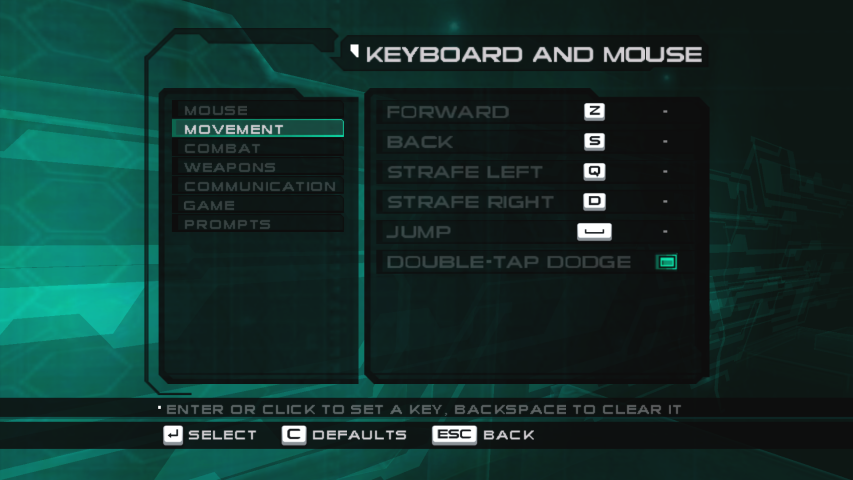 KEYBOARD AND MOUSE
MOUSE
MOVEMENT
COMBAT
WEAPONS
COMMUNICATION
GAME
PROMPTS
FORWARD Z -
BACK S -
STRAFE LEFT Q -
STRAFE RIGHT D -
JUMP -
DOUBLE-TAP DODGE
ENTER OR CLICK TO SET A KEY, BACKSPACE TO CLEAR IT
SELECT C DEFAULTS ESC BACK